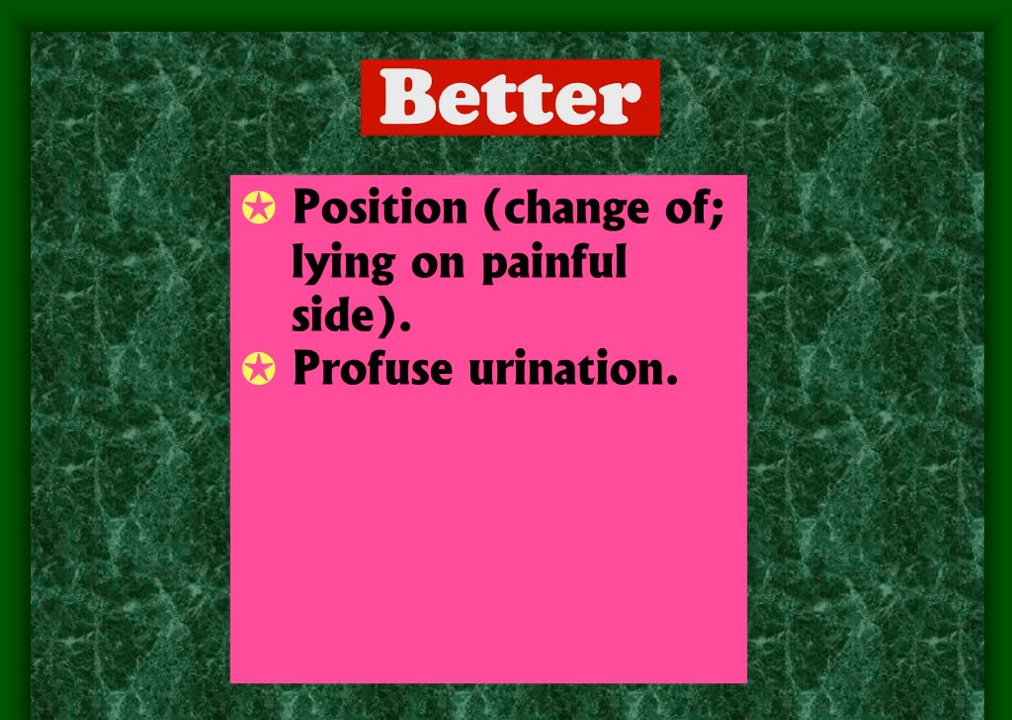 Better
Position (change of;
lying on painful
side).
Profuse urination.